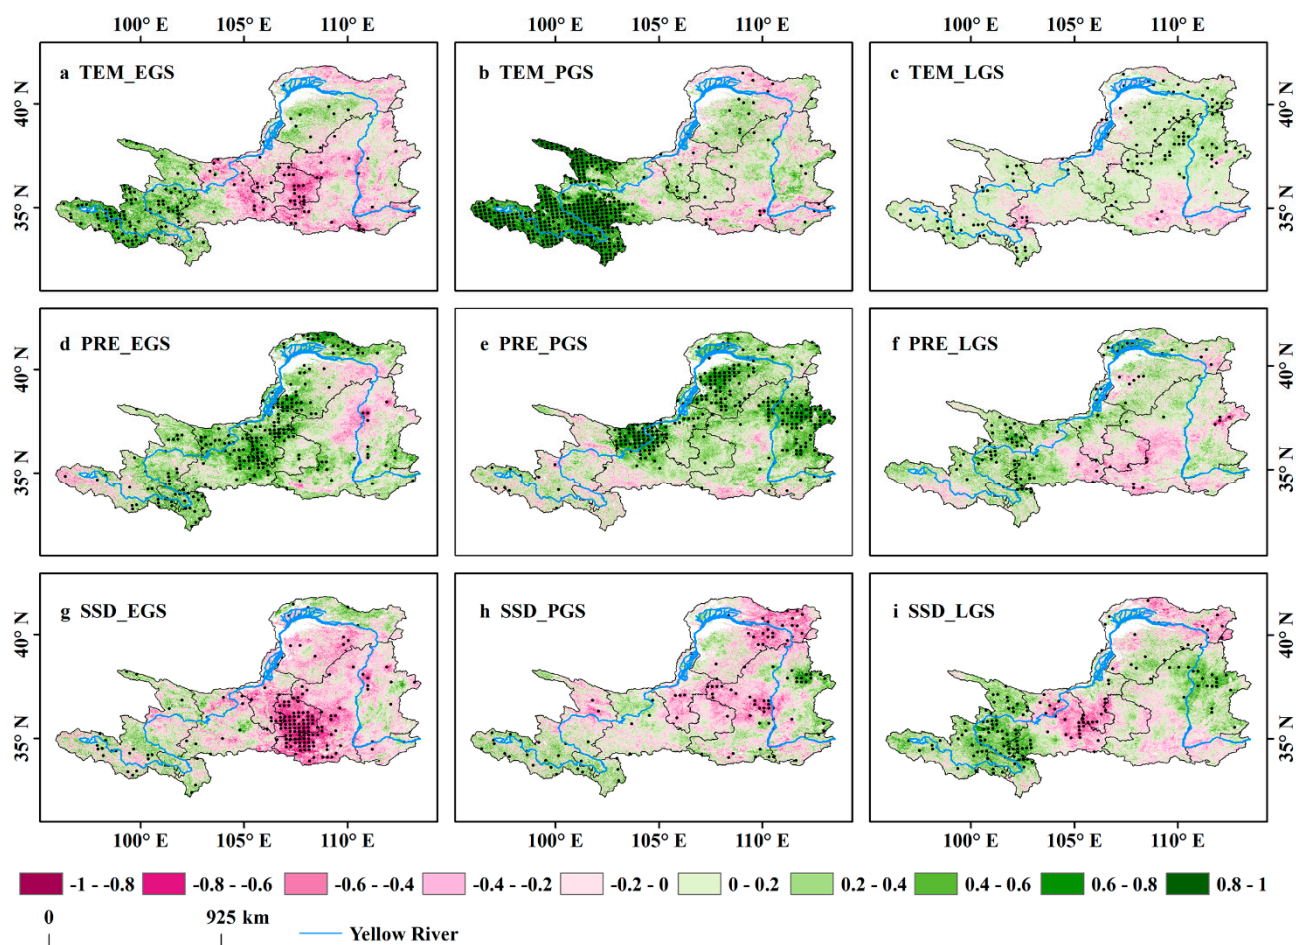 100° E 105° E 110° E 100° E 105° E 110° E 100° E 105° E 110° E
a TEM_EGS b TEM_PGS c TEM_LGS
40° N 40° N
35° N 35° N
d PRE_EGS e PRE_PGS f PRE_LGS
40° N 40° N
35° N 35° N
g SSD_EGS h SSD_PGS i SSD_LGS
40° N 40° N
35° N 35° N
100° E 105° E 110° E 100° E 105° E 110° E 100° E 105° E 110° E
-1 - -0.8 -0.8 - -0.6 -0.6 - -0.4 -0.4 - -0.2 -0.2 - 0 0 - 0.2 0.2 - 0.4 0.4 - 0.6 0.6 - 0.8 0.8 - 1
0 925 km
Yellow River